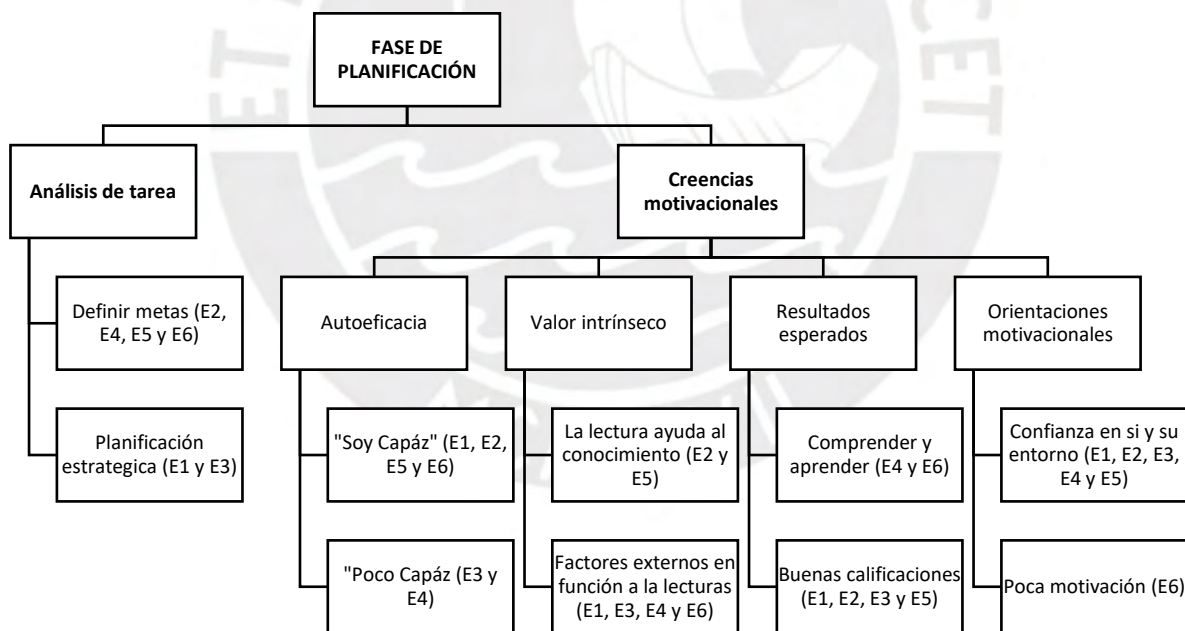 FASE DE
PLANIFICACIÓN
Análisis de tarea
Creencias
motivacionales
Definir metas (E2,
E4, E5 y E6)
Planificación
estrategica (E1 y E3)
Autoeficacia
Valor intrínseco
Resultados
esperados
Orientaciones
motivacionales
"Soy Capáz" (E1, E2,
E5 y E6)
"Poco Capáz (E3 y
E4)
La lectura ayuda al
conocimiento (E2 y
E5)
Factores externos en
función a la lecturas
(E1, E3, E4 y E6)
Comprender y
aprender (E4 y E6)
Buenas calificaciones
(E1, E2, E3 y E5)
Confianza en si y su
entorno (E1, E2, E3,
E4 y E5)
Poca motivación (E6)